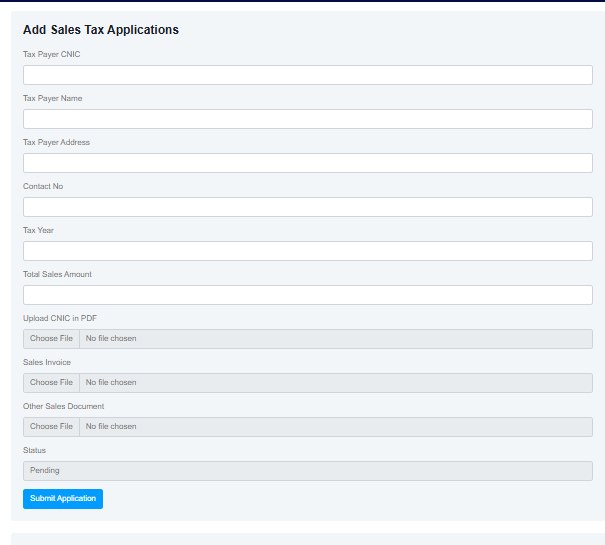 Add Sales Tax Applications
Tax Payer CNIC
Tax Payer Name
Tax Payer Address
Contact No
Tax Year
Total Sales Amount
Upload CNIC in PDF
Choose File No file chosen
Sales Invoice
Choose File No file chosen
Other Sales Document
Choose File No file chosen
Status
Pending
Submit Application